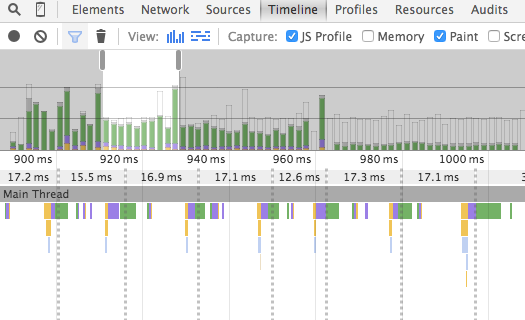 Elements Network Sources Timeline Profiles Resources Audits
View: Capture: JS Profile Memory Paint Scre
900 ms 920 ms 940 ms 960 ms 980 ms 1000 ms
17.2 ms 15.5 ms 16.9 ms 17.1 ms 12.6 ms 17.3 ms 17.1 ms 3
Main Thread